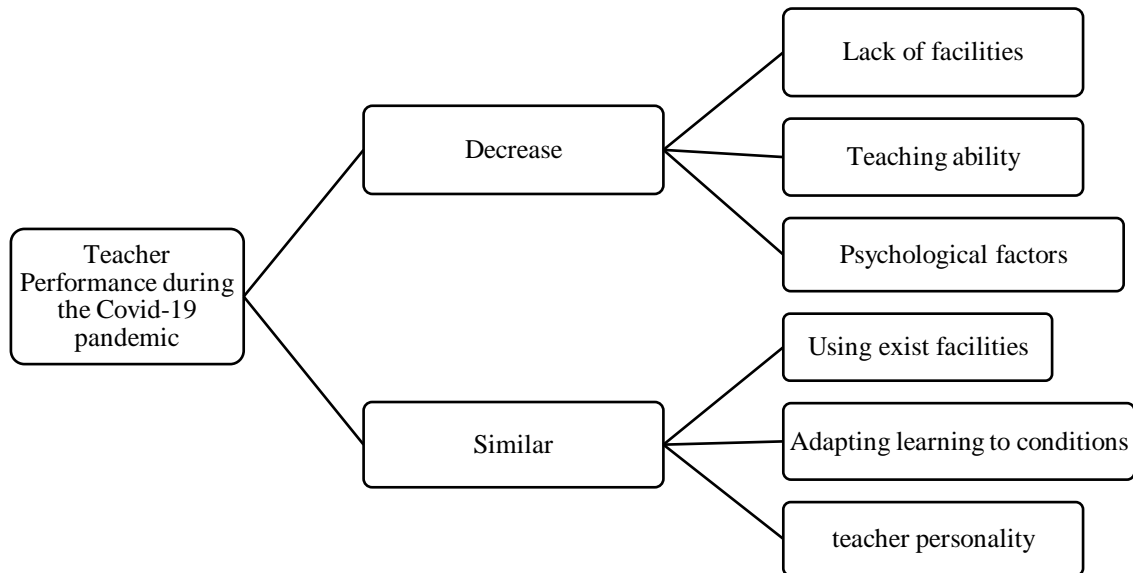 Teacher
Performance during
the Covid-19
pandemic
Decrease
Lack of facilities
Teaching ability
Psychological factors
Similar
Using exist facilities
Adapting learning to conditions
teacher personality